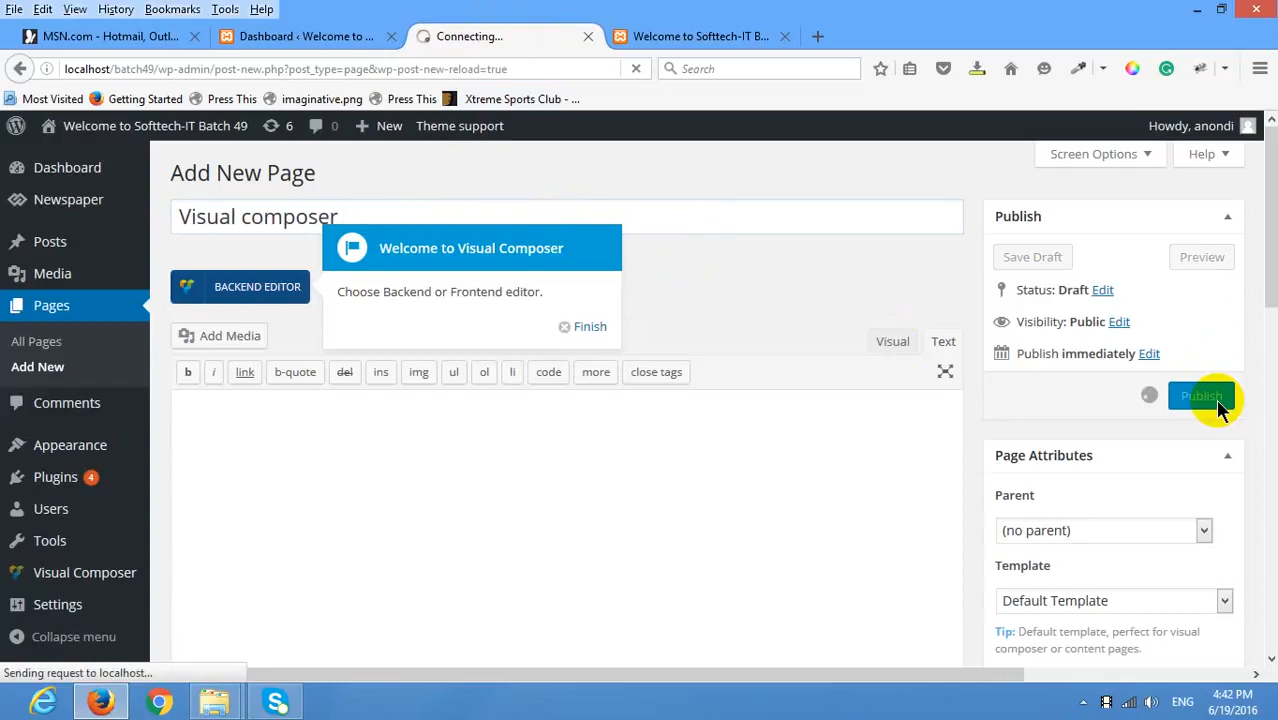 File Edit View History Bookmarks Tools Help
MSN.com - Hotmail, Outl...
Dashboard ‹ Welcome to ...
Connecting...
Welcome to Softtech-IT B...
localhost/batch49/wp-admin/post-new.php?post_type=page&wp-post-new-reload=true
Search
Most Visited Getting Started Press This imaginative.png Press This Xtreme Sports Club - ...
Welcome to Softtech-IT Batch 49 6 0 New Theme support Howdy, anondi
Screen Options Help
Dashboard
Newspaper
Posts
Media
Pages
All Pages
Add New
Comments
Appearance
Plugins 4
Users
Tools
Visual Composer
Settings
Collapse menu
Add New Page
Visual composer
Welcome to Visual Composer
BACKEND EDITOR
Choose Backend or Frontend editor.
Finish
Add Media
Visual Text
b i link b-quote del ins img ul ol li code more close tags
Publish
Save Draft Preview
Status: Draft Edit
Visibility: Public Edit
Publish immediately Edit
Publish
Page Attributes
Parent
(no parent)
Template
Default Template
Tip: Default template, perfect for visual
composer or content pages.
Sending request to localhost...
ENG
4:42 PM
6/19/2016